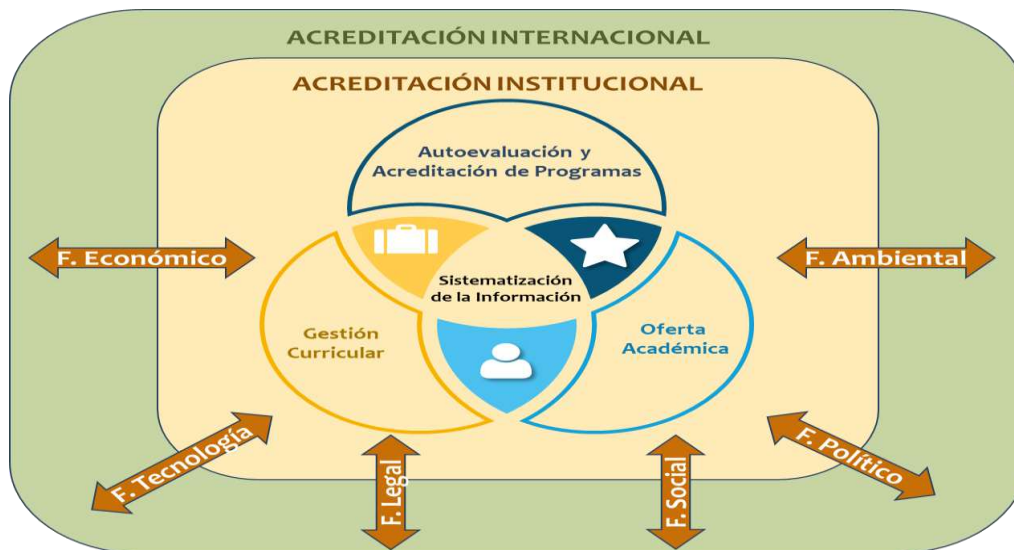 ACREDITACIÓN INTERNACIONAL
ACREDITACIÓN INSTITUCIONAL
Autoevaluación y
Acreditación de Programas
F. Económico
F. Ambiental
Sistematización
de la Información
Gestión
Curricular
Oferta
Académica
F. Tecnología
F. Legal
F. Social
F. Político